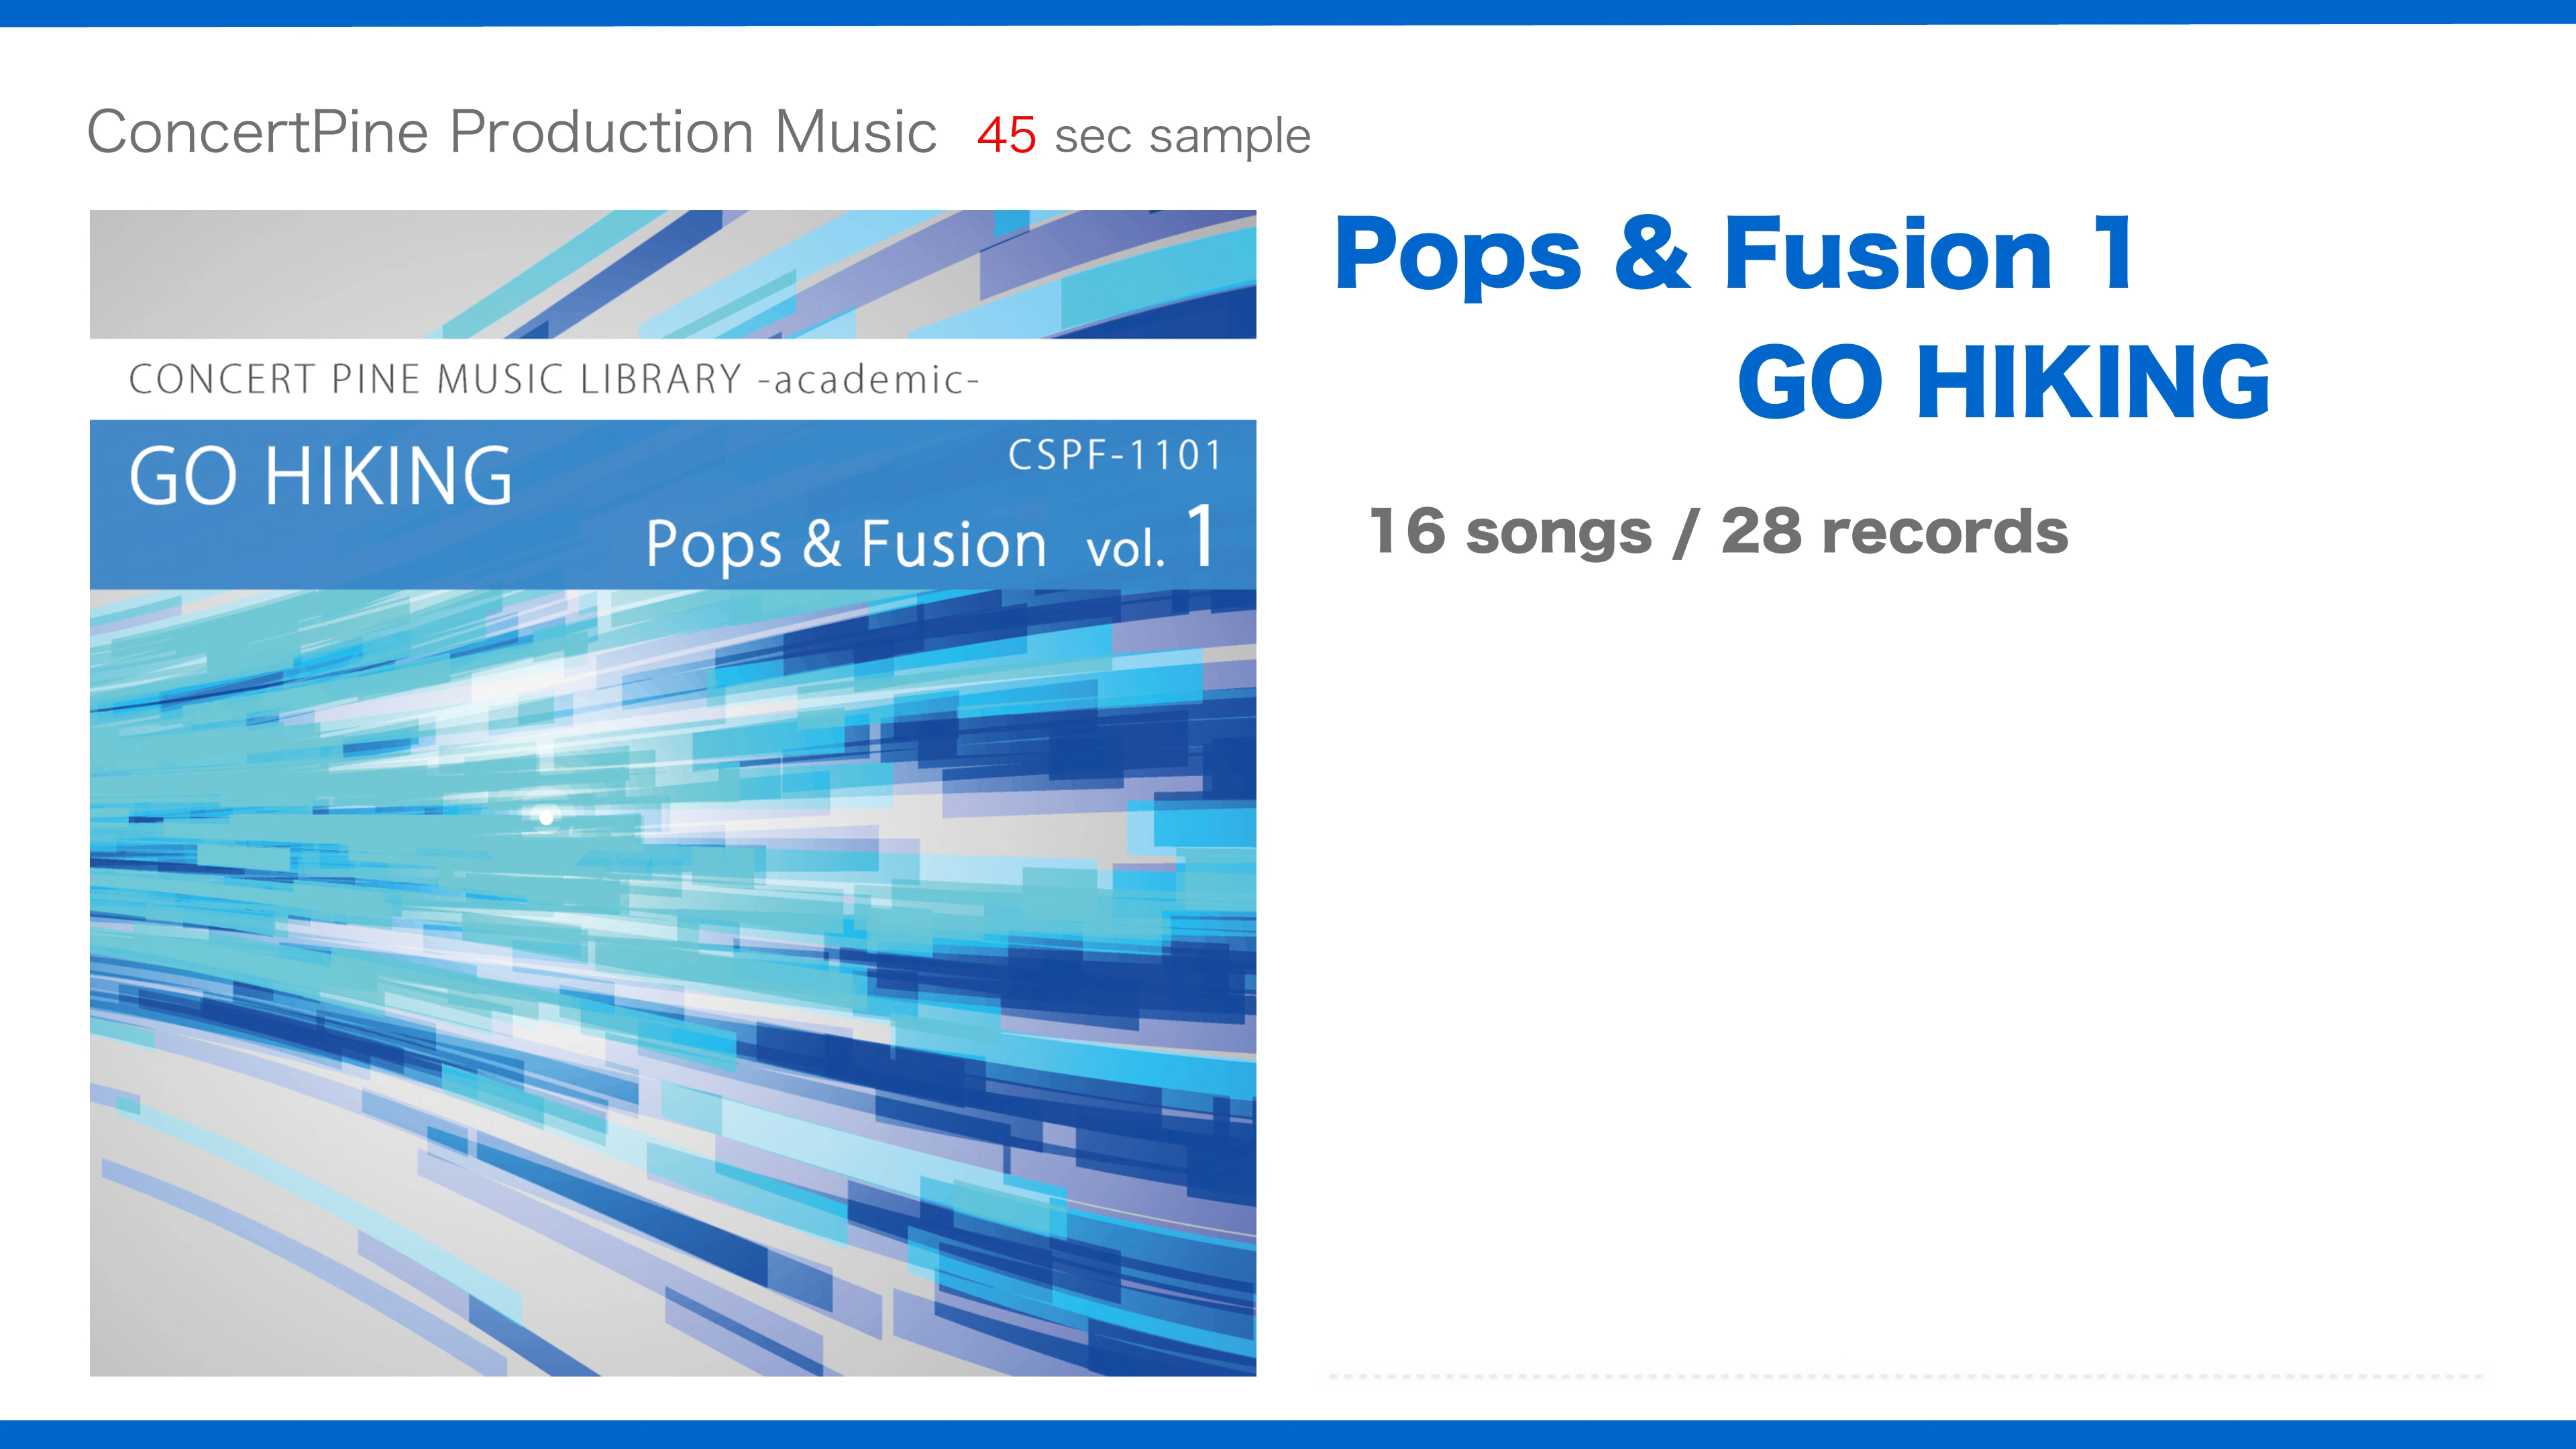 ConcertPine Production Music 45 sec sample
CONCERT PINE MUSIC LIBRARY -academic-
GO HIKING
CSPF-1101
Pops & Fusion vol. 1
Pops & Fusion 1
GO HIKING
16 songs / 28 records